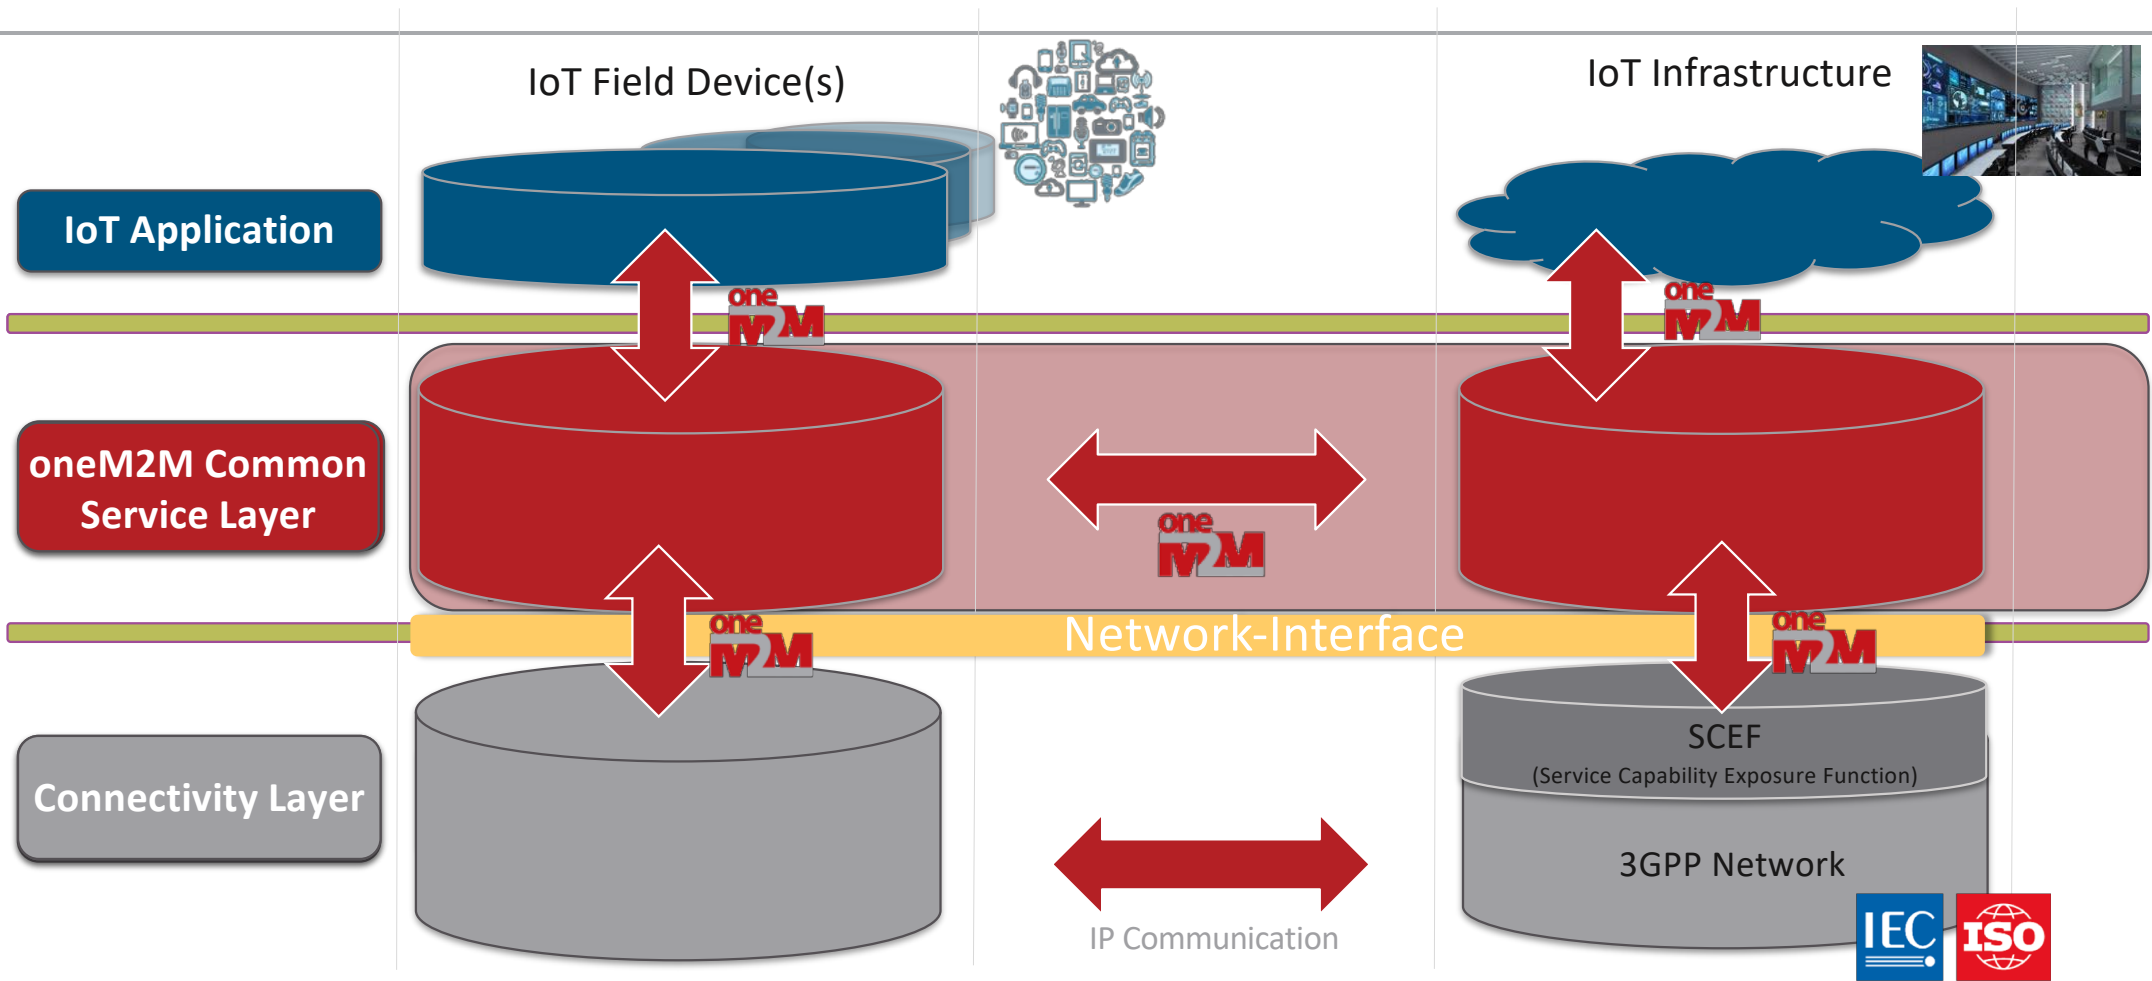 IoT Field Device(s)
IoT Infrastructure
IoT Application
one
M2M
one
M2M
oneM2M Common
Service Layer
one
M2M
Network-Interface
one
M2M
one
M2M
SCEF
(Service Capability Exposure Function)
Connectivity Layer
3GPP Network
IP Communication
IEC
ISO